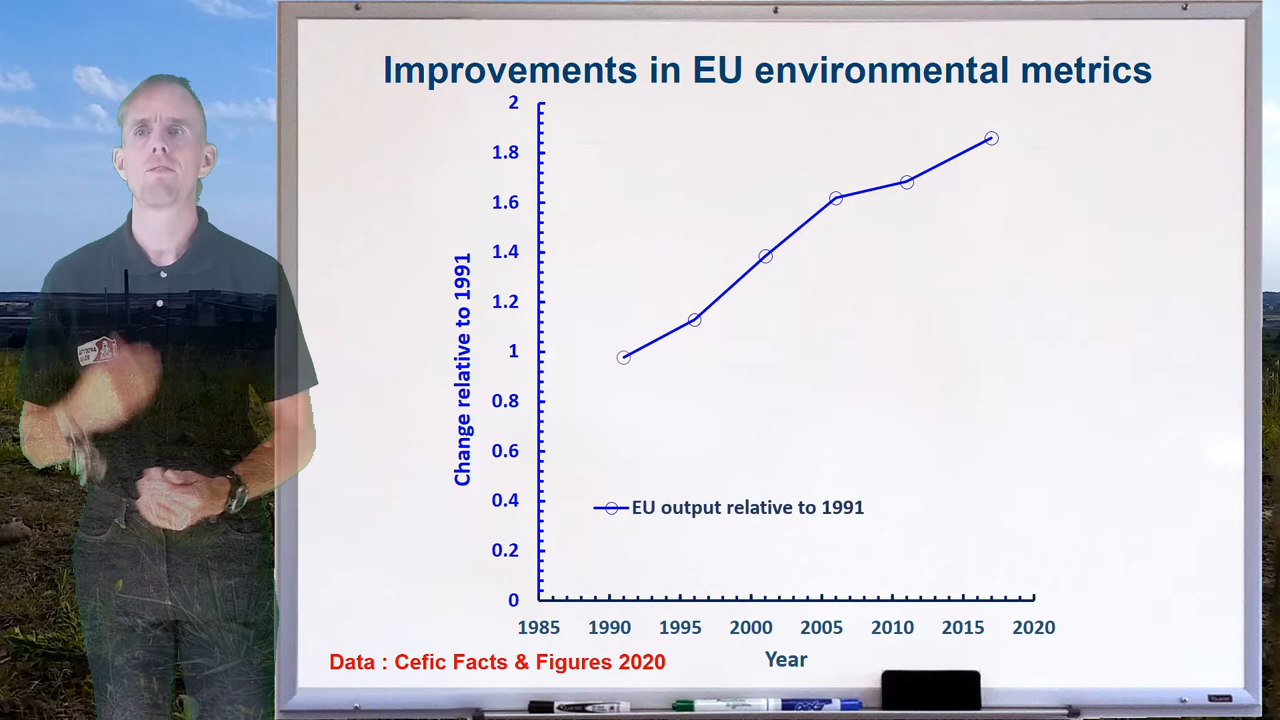 Improvements in EU environmental metrics
2
1.8
1.6
1.4
1.2
1
0.8
0.6
0.4
0.2
0
Change relative to 1991
EU output relative to 1991
1985 1990 1995 2000 2005 2010 2015 2020
Year
Data : Cefic Facts & Figures 2020